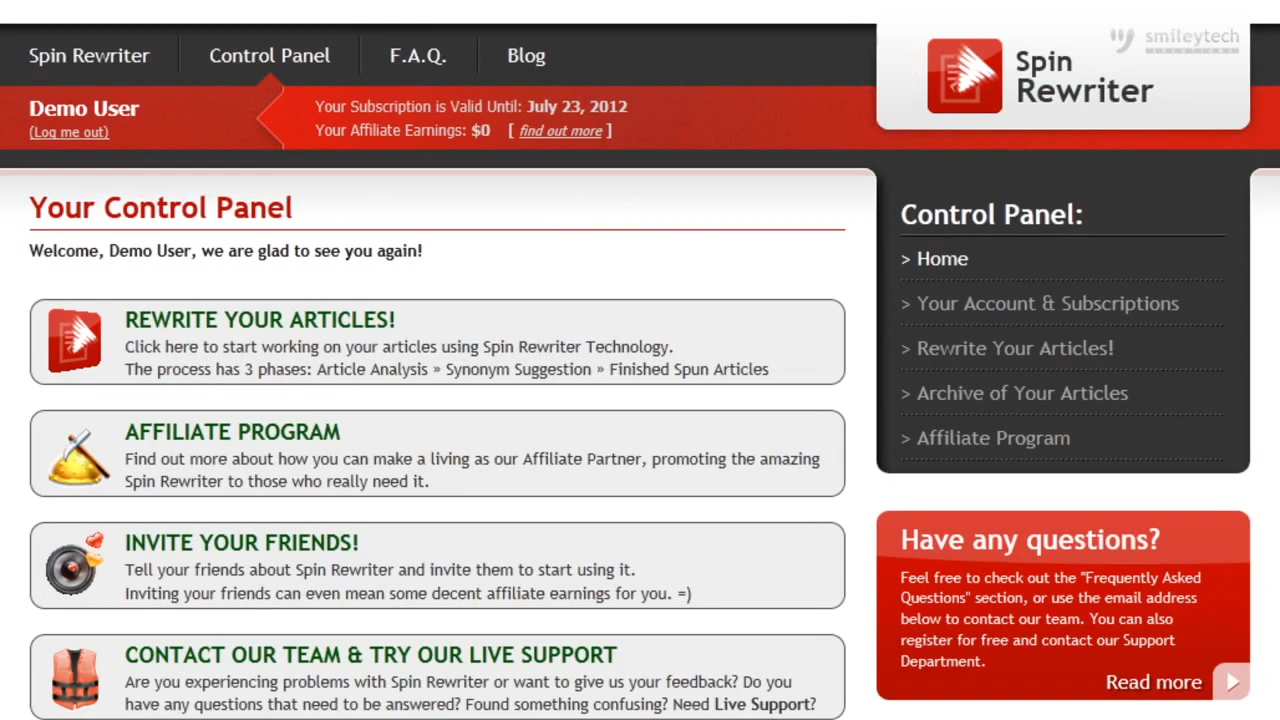 Spin Rewriter
Control Panel
F.A.Q.
Blog
smileytech
SOLUTIONS
Spin
Rewriter
Demo User
(Log me out)
Your Subscription is Valid Until: July 23, 2012
Your Affiliate Earnings: $0 [ find out more ]
Your Control Panel
Welcome, Demo User, we are glad to see you again!
REWRITE YOUR ARTICLES!
Click here to start working on your articles using Spin Rewriter Technology.
The process has 3 phases: Article Analysis » Synonym Suggestion » Finished Spun Articles
AFFILIATE PROGRAM
Find out more about how you can make a living as our Affiliate Partner, promoting the amazing
Spin Rewriter to those who really need it.
INVITE YOUR FRIENDS!
Tell your friends about Spin Rewriter and invite them to start using it.
Inviting your friends can even mean some decent affiliate earnings for you. =)
CONTACT OUR TEAM & TRY OUR LIVE SUPPORT
Are you experiencing problems with Spin Rewriter or want to give us your feedback? Do you
have any questions that need to be answered? Found something confusing? Need Live Support?
Control Panel:
> Home
> Your Account & Subscriptions
> Rewrite Your Articles!
> Archive of Your Articles
> Affiliate Program
Have any questions?
Feel free to check out the "Frequently Asked
Questions" section, or use the email address
below to contact our team. You can also
register for free and contact our Support
Department.
Read more